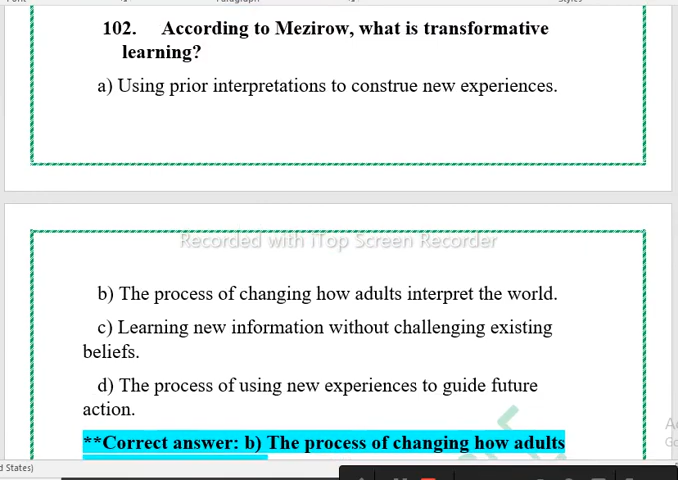 102. According to Mezirow, what is transformative
learning?
a) Using prior interpretations to construe new experiences.
Recorded with iTop Screen Recorder
b) The process of changing how adults interpret the world.
c) Learning new information without challenging existing
beliefs.
d) The process of using new experiences to guide future
action.
**Correct answer: b) The process of changing how adults
d States)